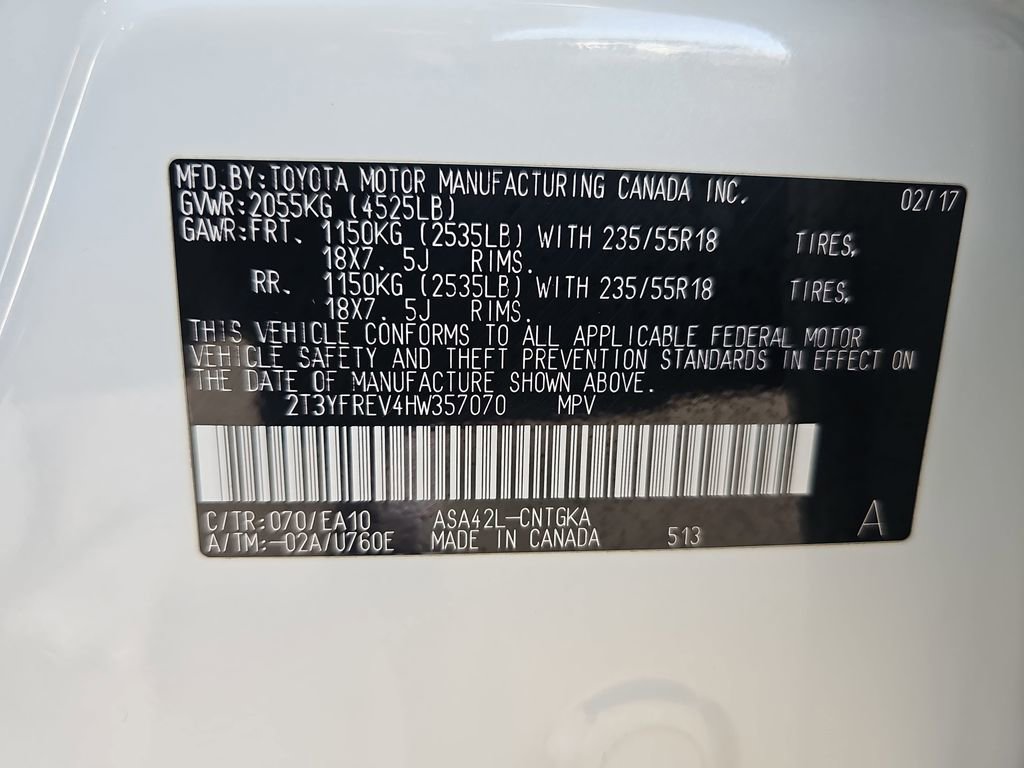 MFD.BY:TOYOTA MOTOR MANUFACTURING CANADA INC. 02/17
GVWR:2055KG (4525LB)
GAWR:FRT. 1150KG (2535LB) WITH 235/55R18 TIRES,
18X7. 5J RIMS.
RR. 1150KG (2535LB) WITH 235/55R18 TIRES,
18X7. 5J RIMS.
THIS VEHICLE CONFORMS TO ALL APPLICABLE FEDERAL MOTOR
VEHICLE SAFETY AND THEFT PREVENTION STANDARDS IN EFFECT ON
THE DATE OF MANUFACTURE SHOWN ABOVE.
2T3YFREV4HW357070 MPV
C/TR:070/EA10 ASA42L-CNTGKA A
A/TM:-02A/U760E MADE IN CANADA 513